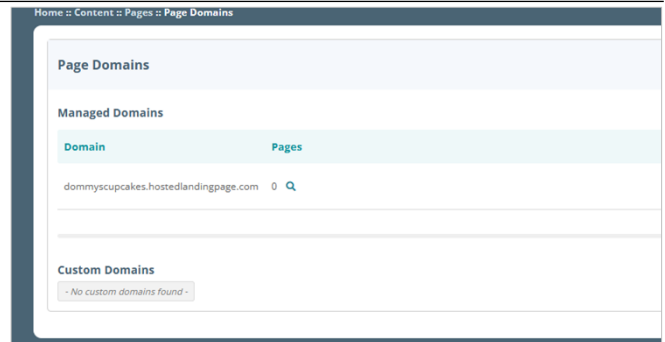 Home :: Content :: Pages :: Page Domains
Page Domains
Managed Domains
Domain Pages
dommyscupcakes.hostedlandingpage.com 0
Custom Domains
- No custom domains found -